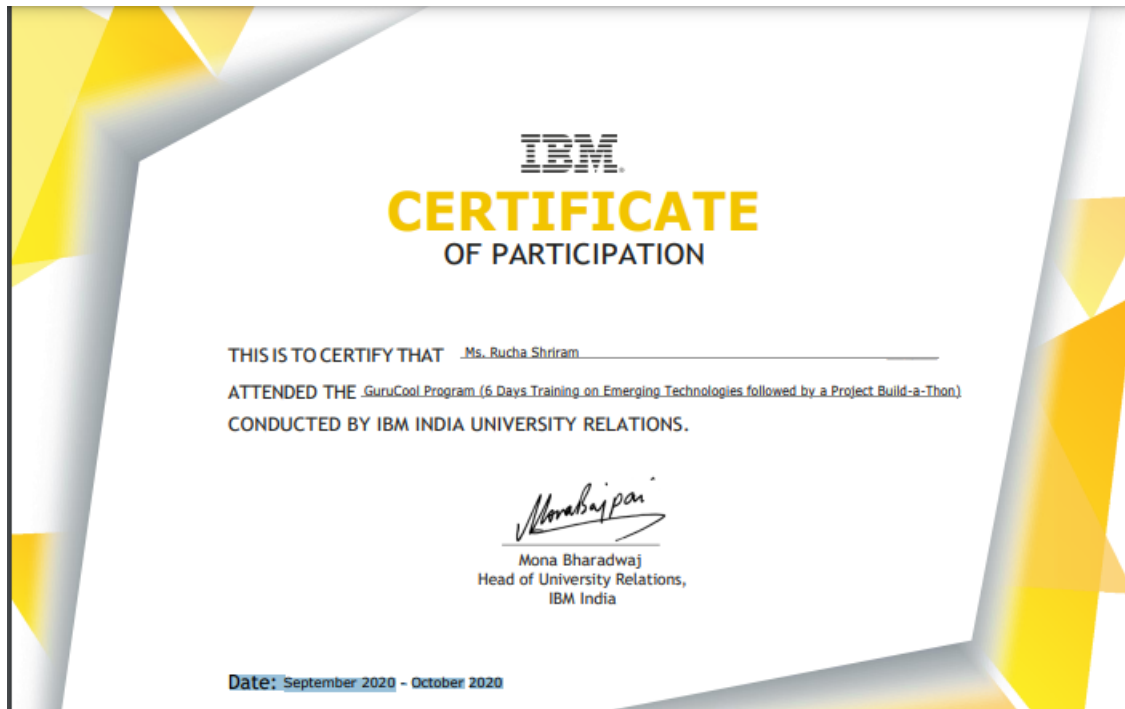 IBM
CERTIFICATE
OF PARTICIPATION
THIS IS TO CERTIFY THAT Ms. Rucha Shriram
ATTENDED THE GuruCool Program (6 Days Training on Emerging Technologies followed by a Project Build-a-Thon)
CONDUCTED BY IBM INDIA UNIVERSITY RELATIONS.
MonaBajpai
Mona Bharadwaj
Head of University Relations,
IBM India
Date: September 2020 - October 2020